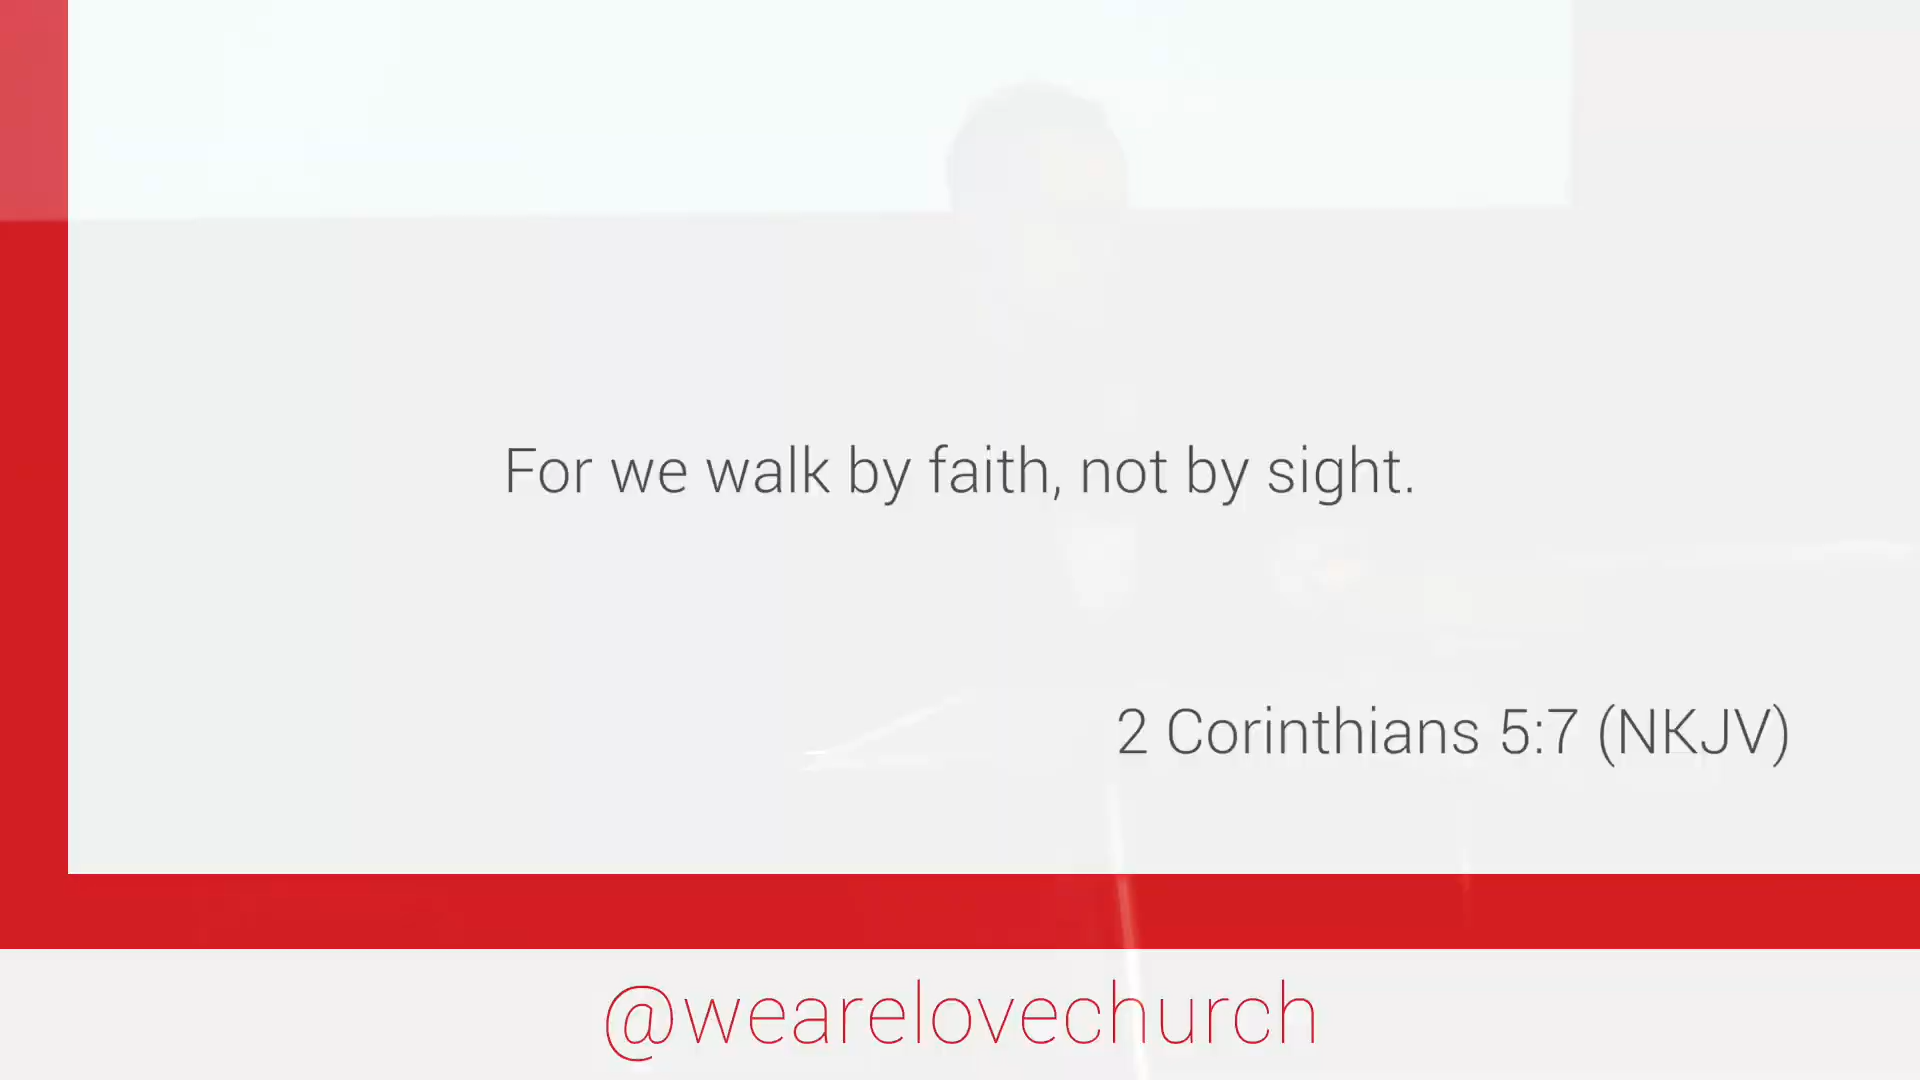 For we walk by faith, not by sight.
2 Corinthians 5:7 (NKJV)
@wearelovechurch